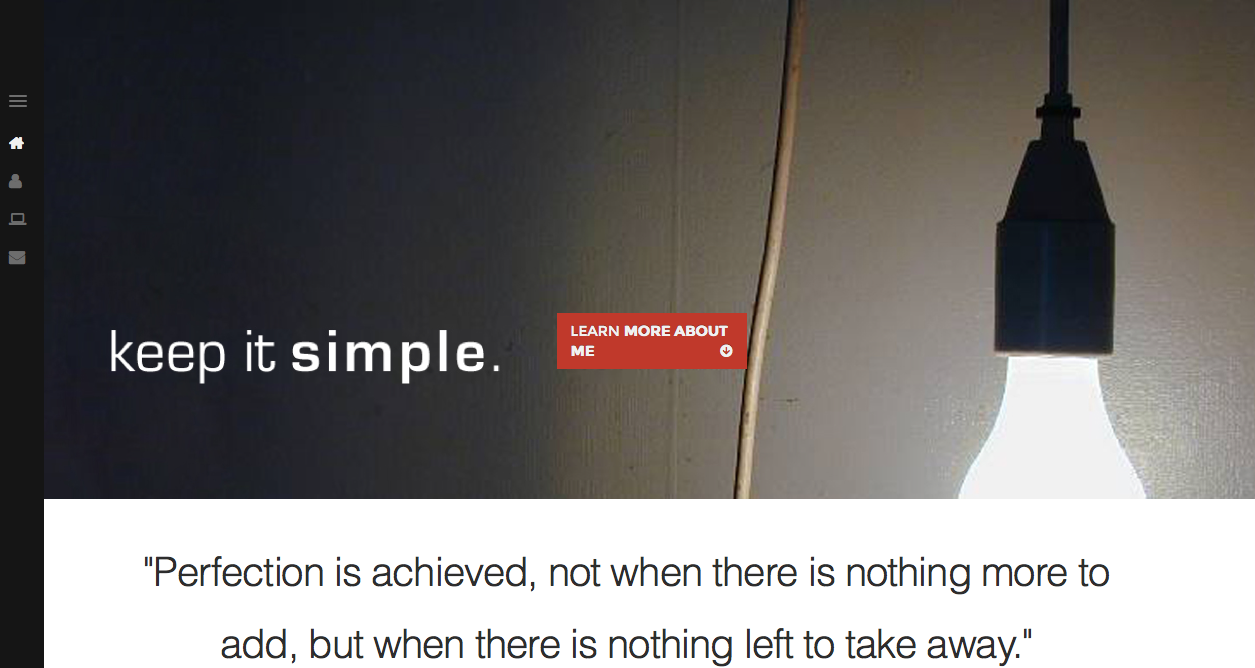 keep it simple.
LEARN MORE ABOUT
ME
"Perfection is achieved, not when there is nothing more to
add, but when there is nothing left to take away."